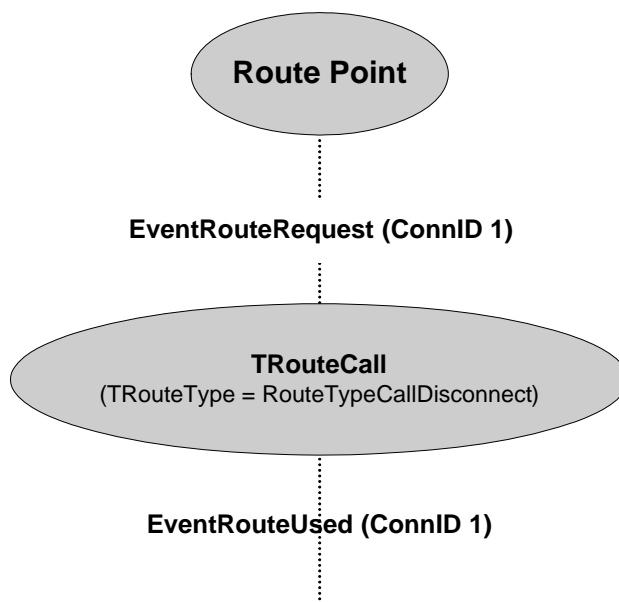 Route Point
EventRouteRequest (ConnID 1)
TRouteCall
(TRouteType = RouteTypeCallDisconnect)
EventRouteUsed (ConnID 1)